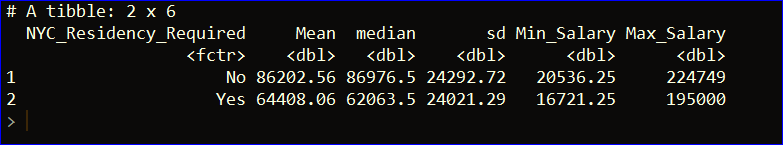 # A tibble: 2 x 6
NYC_Residency_Required Mean median sd Min_Salary Max_Salary
<fctr> <dbl> <dbl> <dbl> <dbl> <dbl>
1 No 86202.56 86976.5 24292.72 20536.25 224749
2 Yes 64408.06 62063.5 24021.29 16721.25 195000
>